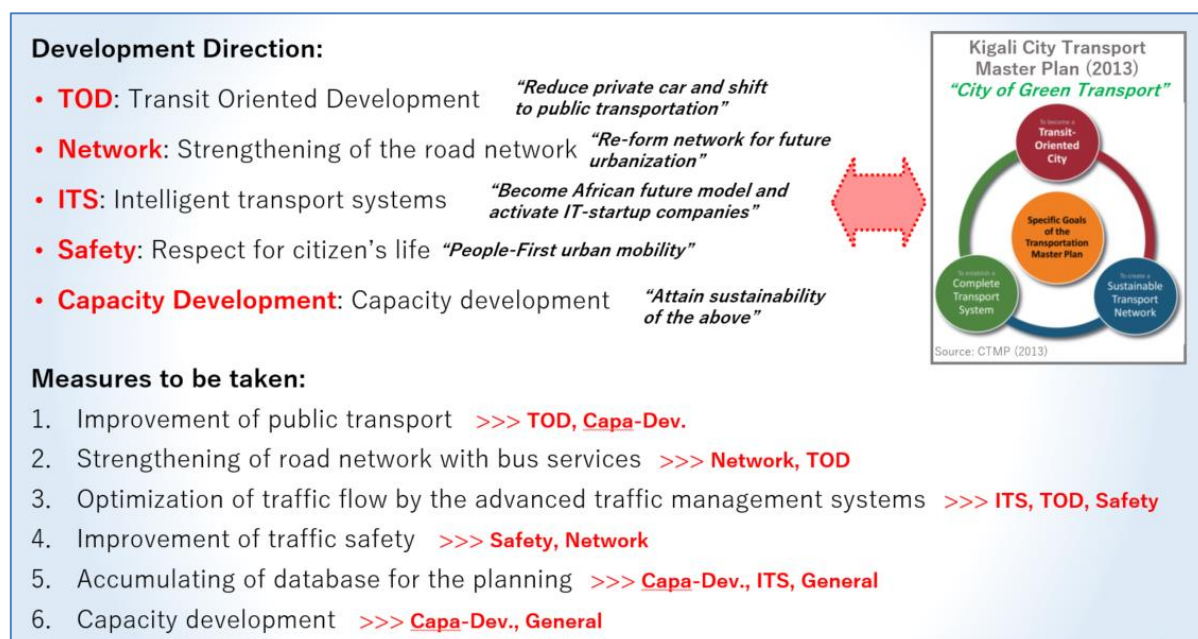 Development Direction:
• TOD: Transit Oriented Development
“Reduce private car and shift
to public transportation”
• Network: Strengthening of the road network
“Re-form network for future
urbanization”
• ITS: Intelligent transport systems
“Become African future model and
activate IT-startup companies”
• Safety: Respect for citizen’s life “People-First urban mobility”
• Capacity Development: Capacity development
“Attain sustainability
of the above”
Kigali City Transport
Master Plan (2013)
“City of Green Transport”
To become a
Transit-
Oriented
City
Specific Goals
of the
Transportation
Master Plan
To establish a
Complete
Transport
System
To create a
Sustainable
Transport
Network
Source: CTMP (2013)
Measures to be taken:
1. Improvement of public transport >>> TOD, Capa-Dev.
2. Strengthening of road network with bus services >>> Network, TOD
3. Optimization of traffic flow by the advanced traffic management systems >>> ITS, TOD, Safety
4. Improvement of traffic safety >>> Safety, Network
5. Accumulating of database for the planning >>> Capa-Dev., ITS, General
6. Capacity development >>> Capa-Dev., General